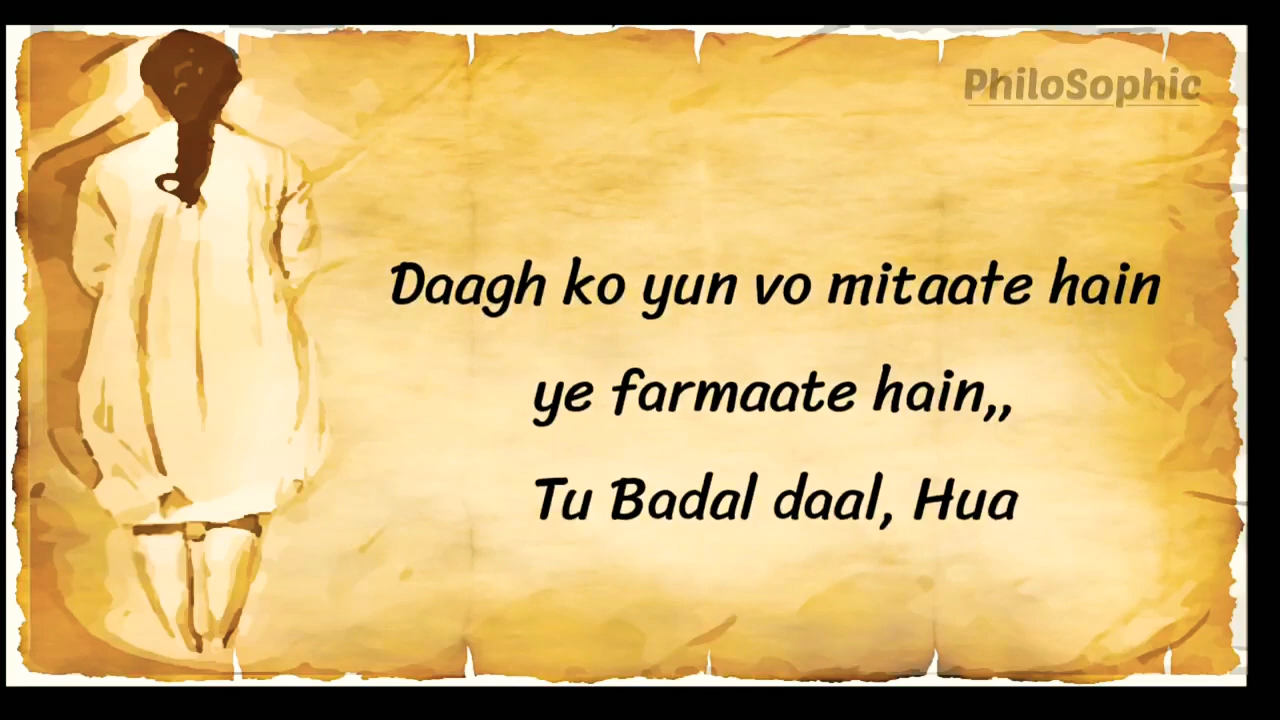 PhiloSophic
Daagh ko yun vo mitaate hain
ye farmaate hain,,
Tu Badal daal, Hua